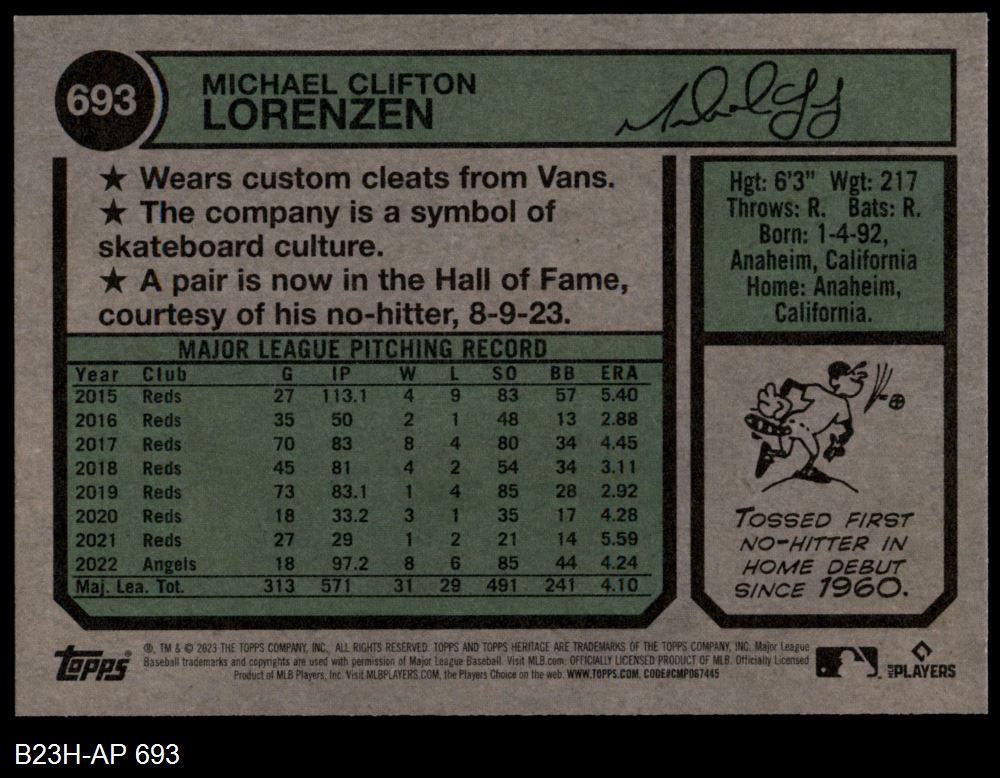 693
MICHAEL CLIFTON
LORENZEN
★ Wears custom cleats from Vans.
★ The company is a symbol of
skateboard culture.
★ A pair is now in the Hall of Fame,
courtesy of his no-hitter, 8-9-23.
Hgt: 6'3" Wgt: 217
Throws: R. Bats: R.
Born: 1-4-92,
Anaheim, California
Home: Anaheim,
California.
MAJOR LEAGUE PITCHING RECORD
Year Club G IP W L SO BB ERA
2015 Reds 27 113.1 4 9 83 57 5.40
2016 Reds 35 50 2 1 48 13 2.88
2017 Reds 70 83 8 4 80 34 4.45
2018 Reds 45 81 4 2 54 34 3.11
2019 Reds 73 83.1 1 4 85 28 2.92
2020 Reds 18 33.2 3 1 35 17 4.28
2021 Reds 27 29 1 2 21 14 5.59
2022 Angels 18 97.2 8 6 85 44 4.24
Maj. Lea. Tot. 313 571 31 29 491 241 4.10
TOSSED FIRST
NO-HITTER IN
HOME DEBUT
SINCE 1960.
Topps
®, TM & © 2023 THE TOPPS COMPANY, INC., ALL RIGHTS RESERVED. TOPPS AND TOPPS HERITAGE ARE TRADEMARKS OF THE TOPPS COMPANY, INC. Major League
Baseball trademarks and copyrights are used with permission of Major League Baseball. Visit MLB.com. OFFICIALLY LICENSED PRODUCT OF MLB. Officially Licensed
Product of MLB Players, Inc. Visit MLBPLAYERS.COM, the Players Choice on the web. WWW.TOPPS.COM. CODE#CMP067445
MLB PLAYERS
B23H-AP 693